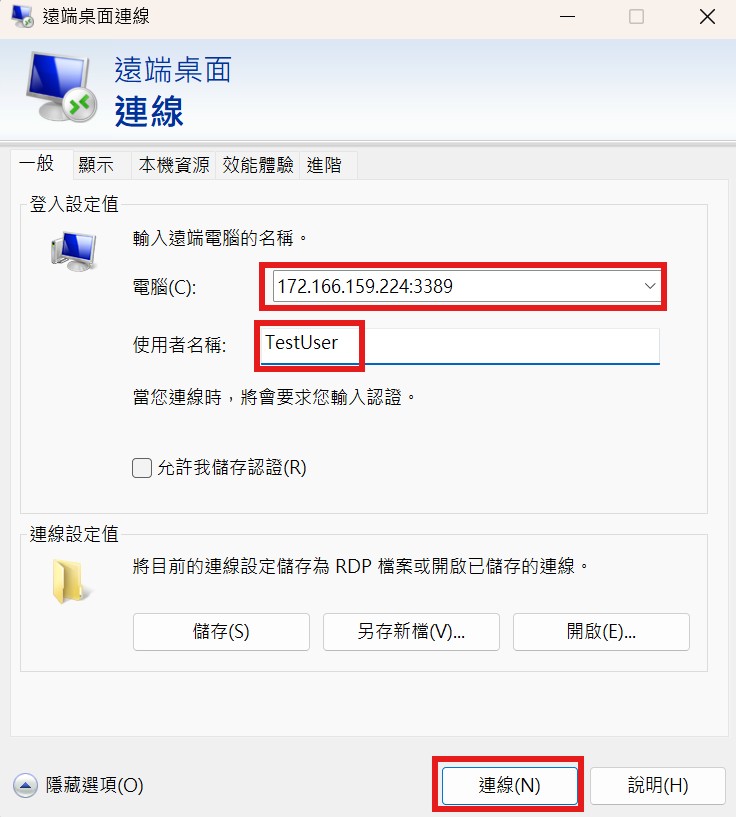 遠端桌面連線
遠端桌面
連線
一般 顯示 本機資源 效能體驗 進階
登入設定值
輸入遠端電腦的名稱。
電腦(C): 172.166.159.224:3389
使用者名稱: TestUser
當您連線時，將會要求您輸入認證。
允許我儲存認證(R)
連線設定值
將目前的連線設定儲存為 RDP 檔案或開啟已儲存的連線。
儲存(S) 另存新檔(V)... 開啟(E)...
隱藏選項(O) 連線(N) 說明(H)